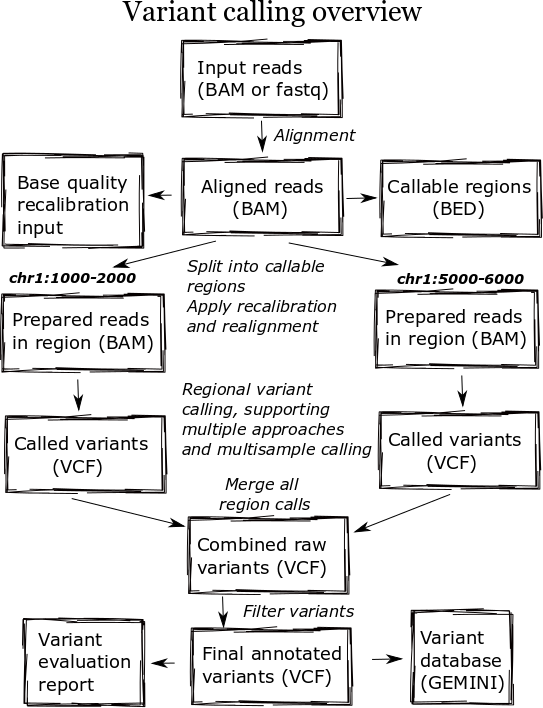 Variant calling overview
Input reads
(BAM or fastq)
Alignment
Base quality
recalibration
input
Aligned reads
(BAM)
Callable regions
(BED)
chr1:1000-2000
Split into callable
regions
Apply recalibration
and realignment
chr1:5000-6000
Prepared reads
in region (BAM)
Prepared reads
in region (BAM)
Regional variant
calling, supporting
multiple approaches
and multisample calling
Called variants
(VCF)
Called variants
(VCF)
Merge all
region calls
Combined raw
variants (VCF)
Filter variants
Variant
evaluation
report
Final annotated
variants (VCF)
Variant
database
(GEMINI)